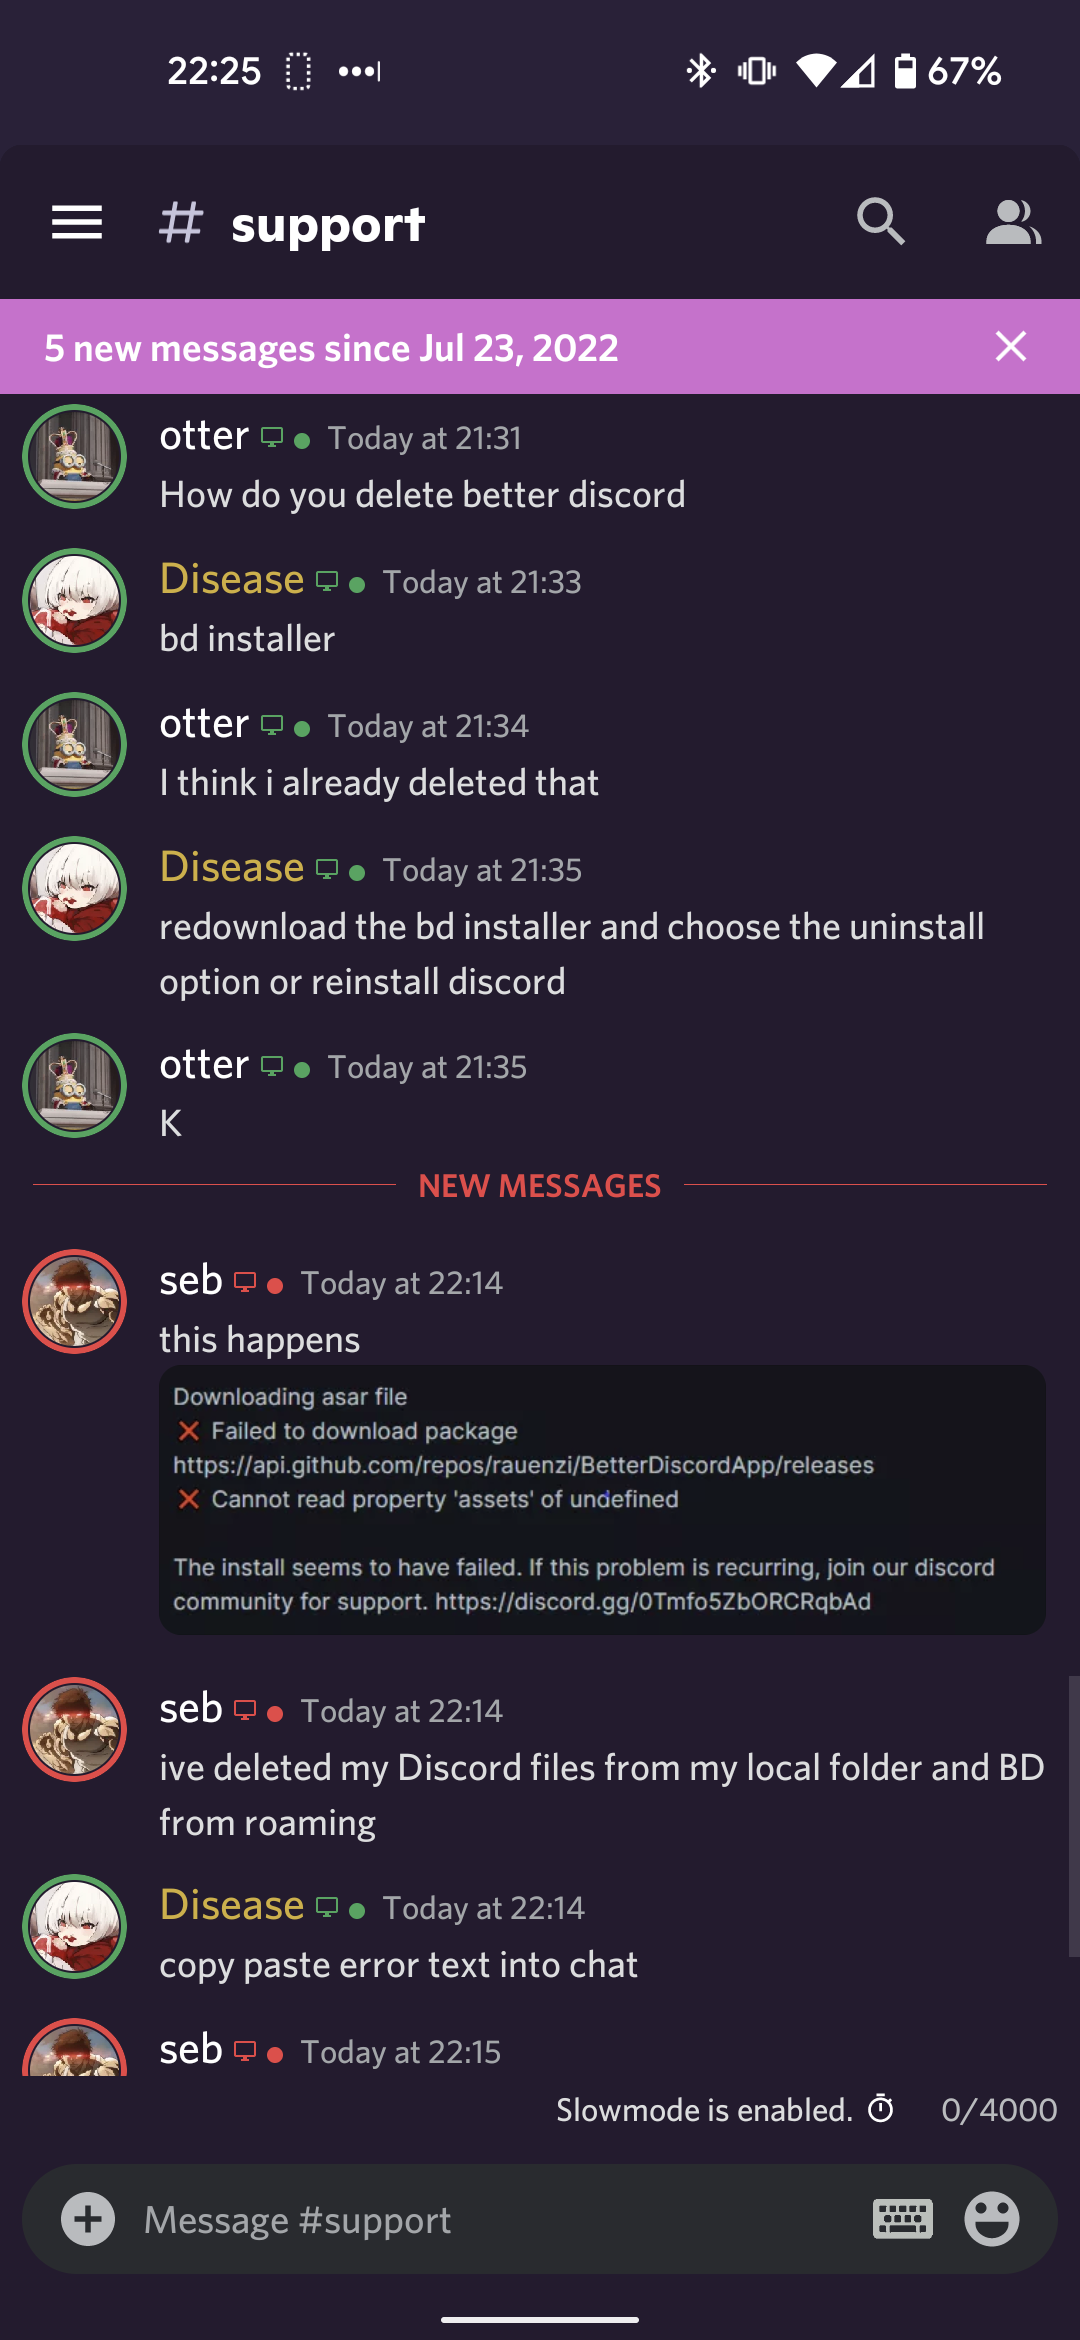 22:25
67%
# support
5 new messages since Jul 23, 2022
otter Today at 21:31
How do you delete better discord
Disease Today at 21:33
bd installer
otter Today at 21:34
I think i already deleted that
Disease Today at 21:35
redownload the bd installer and choose the uninstall
option or reinstall discord
otter Today at 21:35
K
NEW MESSAGES
seb Today at 22:14
this happens
Downloading asar file
❌ Failed to download package
https://api.github.com/repos/rauenzi/BetterDiscordApp/releases
❌ Cannot read property 'assets' of undefined
The install seems to have failed. If this problem is recurring, join our discord
community for support. https://discord.gg/0Tmfo5ZbORCRqbAd
seb Today at 22:14
ive deleted my Discord files from my local folder and BD
from roaming
Disease Today at 22:14
copy paste error text into chat
seb Today at 22:15
Slowmode is enabled. 0/4000
Message #support